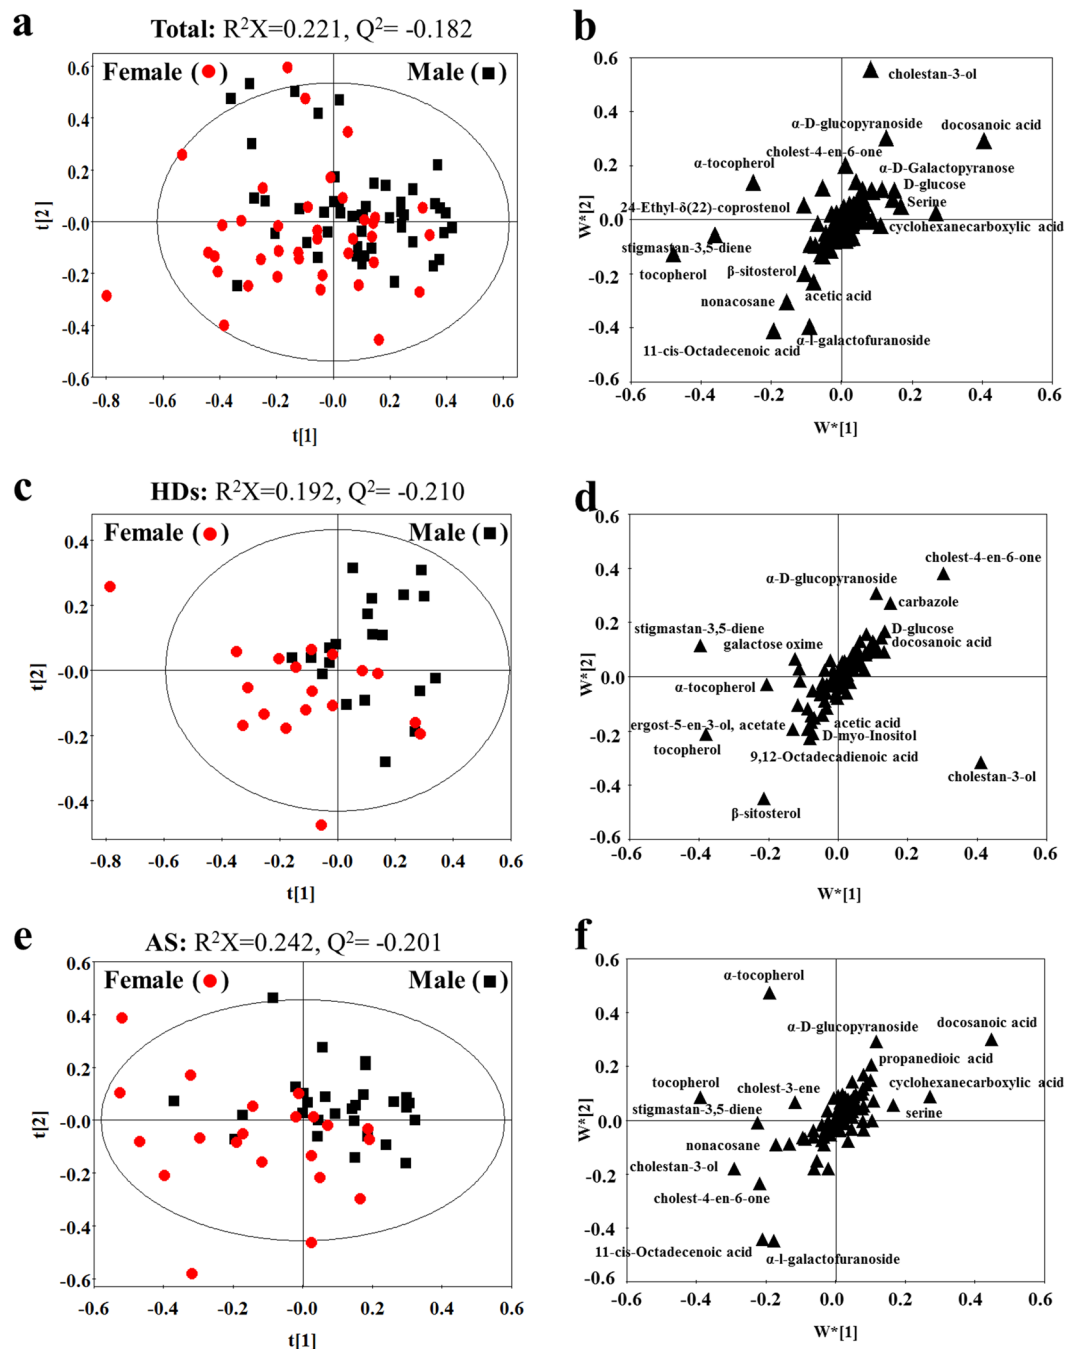 a
Total: R²X=0.221, Q²= -0.182
Female (●) Male (■)
0.6
0.4
0.2
-0.0
-0.2
-0.4
-0.6
t[2]
-0.8 -0.6 -0.4 -0.2 -0.0 0.2 0.4 0.6
t[1]
b
0.6
0.4
0.2
0.0
-0.2
-0.4
-0.6
W*[2]
cholestan-3-ol
α-D-glucopyranoside
docosanoic acid
cholest-4-en-6-one
α-tocopherol
α-D-Galactopyranose
D-glucose
24-Ethyl-δ(22)-coprostenol
Serine
cyclohexanecarboxylic acid
stigmastan-3,5-diene
tocopherol
β-sitosterol
acetic acid
nonacosane
α-l-galactofuranoside
11-cis-Octadecenoic acid
-0.6 -0.4 -0.2 0.0 0.2 0.4 0.6
W*[1]
c
HDs: R²X=0.192, Q²= -0.210
Female (●) Male (■)
0.4
0.2
-0.0
-0.2
-0.4
t[2]
-0.8 -0.6 -0.4 -0.2 -0.0 0.2 0.4 0.6
t[1]
d
0.6
0.4
0.2
0.0
-0.2
-0.4
-0.6
W*[2]
cholest-4-en-6-one
α-D-glucopyranoside
carbazole
stigmastan-3,5-diene
D-glucose
galactose oxime
docosanoic acid
α-tocopherol
ergost-5-en-3-ol, acetate
acetic acid
D-myo-Inositol
tocopherol
9,12-Octadecadienoic acid
cholestan-3-ol
β-sitosterol
-0.6 -0.4 -0.2 0.0 0.2 0.4 0.6
W*[1]
e
AS: R²X=0.242, Q²= -0.201
Female (●) Male (■)
0.6
0.4
0.2
-0.0
-0.2
-0.4
-0.6
t[2]
-0.6 -0.4 -0.2 -0.0 0.2 0.4 0.6
t[1]
f
0.6
0.4
0.2
0.0
-0.2
-0.4
-0.6
W*[2]
α-tocopherol
α-D-glucopyranoside
docosanoic acid
propanedioic acid
tocopherol
cholest-3-ene
cyclohexanecarboxylic acid
stigmastan-3,5-diene
serine
nonacosane
cholestan-3-ol
cholest-4-en-6-one
11-cis-Octadecenoic acid
α-l-galactofuranoside
-0.6 -0.4 -0.2 0.0 0.2 0.4 0.6
W*[1]